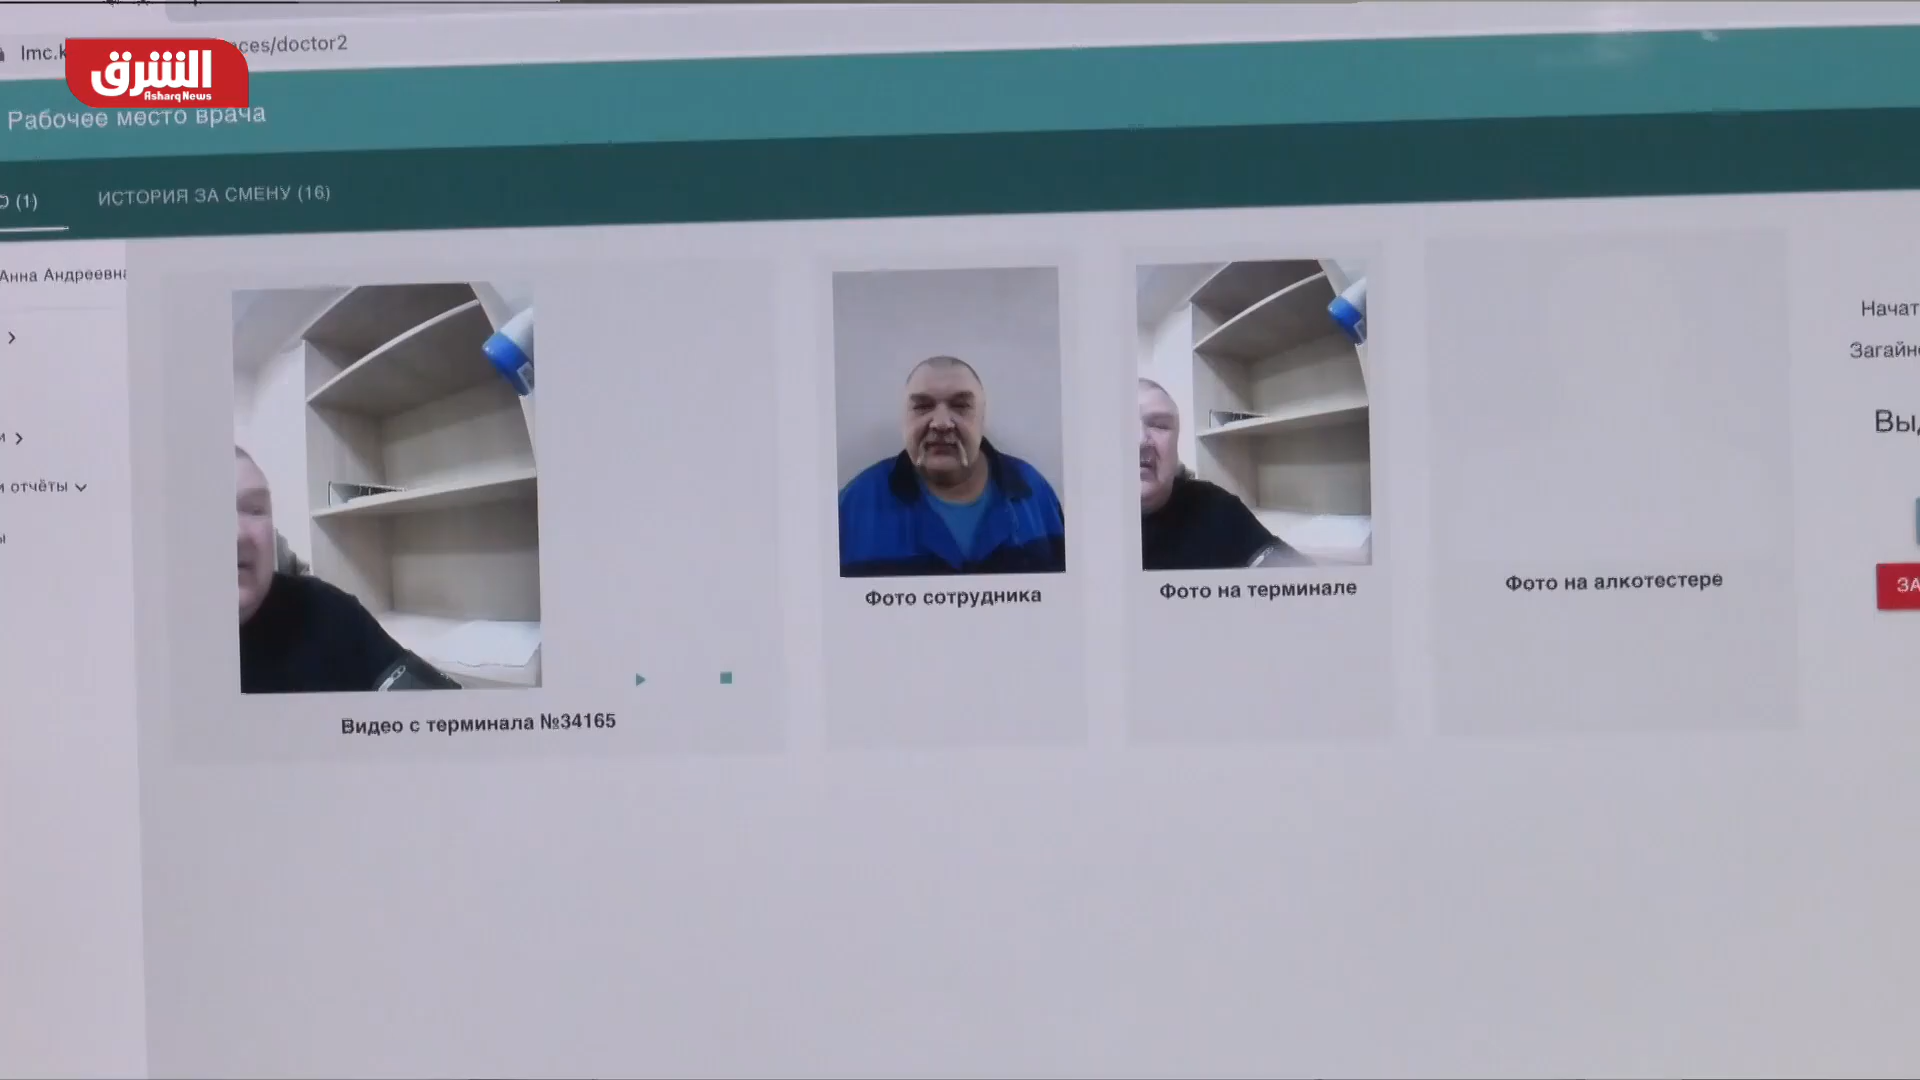 lmc.k
ces/doctor2
الشرق
Asharq News
Рабочее место врача
(1)
ИСТОРИЯ ЗА СМЕНУ (16)
Анна Андреевна
и отчёты
Начат
Загайн
Выд
ЗА
Фото сотрудника
Фото на терминале
Фото на алкотестере
Видео с терминала №34165